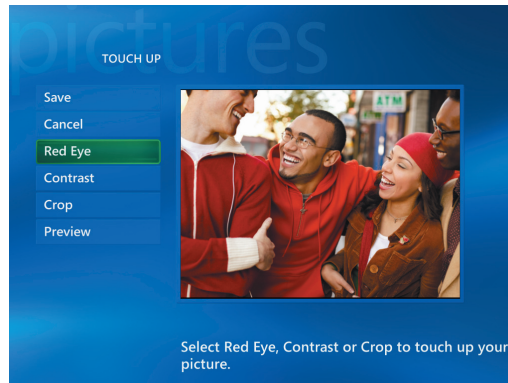 pictures
TOUCH UP
Save
Cancel
Red Eye
Contrast
Crop
Preview
ATM
Select Red Eye, Contrast or Crop to touch up your
picture.